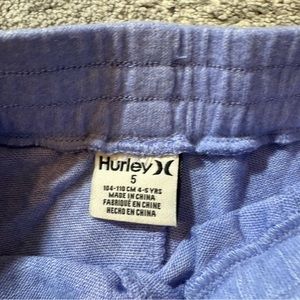 Hurley
5
104-110 CM 4-5 YRS
MADE IN CHINA
FABRIQUÉ EN CHINE
HECHO EN CHINA